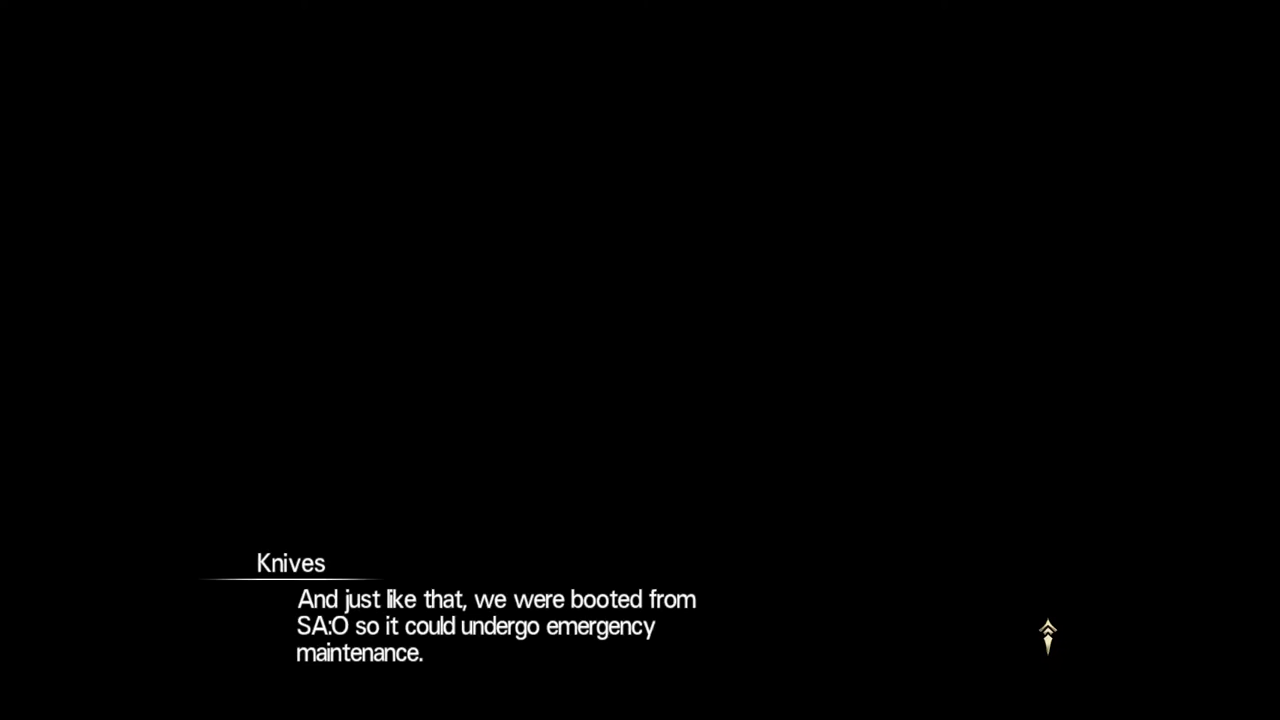 Knives
And just like that, we were booted from
SA:O so it could undergo emergency
maintenance.